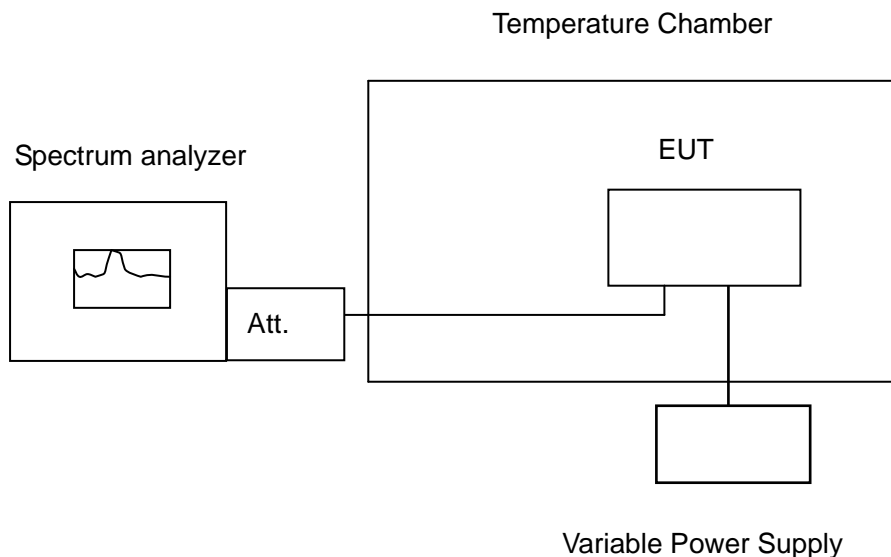 Temperature Chamber
Spectrum analyzer
EUT
Att.
Variable Power Supply